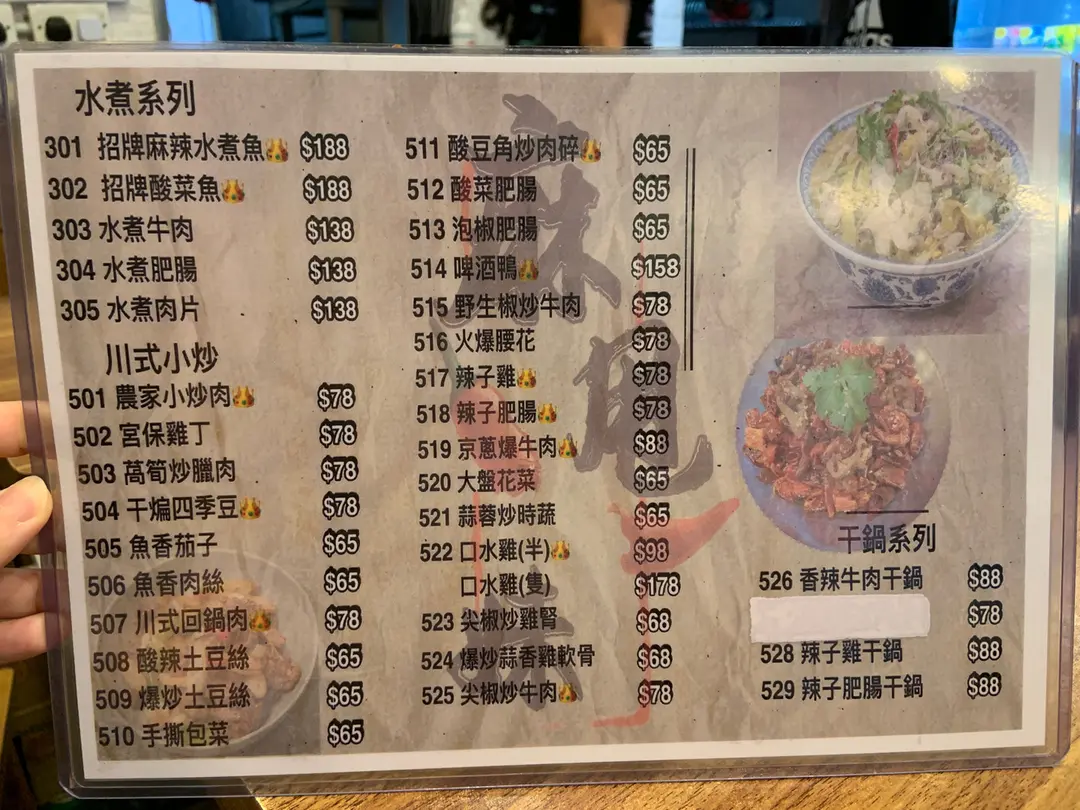 水煮系列
301 招牌麻辣水煮魚 $188
302 招牌酸菜魚 $188
303 水煮牛肉 $138
304 水煮肥腸 $138
305 水煮肉片 $138
川式小炒
501 農家小炒肉 $78
502 宮保雞丁 $78
503 萵筍炒臘肉 $78
504 干煸四季豆 $78
505 魚香茄子 $65
506 魚香肉絲 $65
507 川式回鍋肉 $78
508 酸辣土豆絲 $65
509 爆炒土豆絲 $65
510 手撕包菜 $65
511 酸豆角炒肉碎 $65
512 酸菜肥腸 $65
513 泡椒肥腸 $65
514 啤酒鴨 $158
515 野生椒炒牛肉 $78
516 火爆腰花 $78
517 辣子雞 $78
518 辣子肥腸 $78
519 京蔥爆牛肉 $88
520 大盤花菜 $65
521 蒜蓉炒時蔬 $65
522 口水雞(半) $98
口水雞(隻) $178
523 尖椒炒雞腎 $68
524 爆炒蒜香雞軟骨 $68
525 尖椒炒牛肉 $78
干鍋系列
526 香辣牛肉干鍋 $88
$78
528 辣子雞干鍋 $88
529 辣子肥腸干鍋 $88